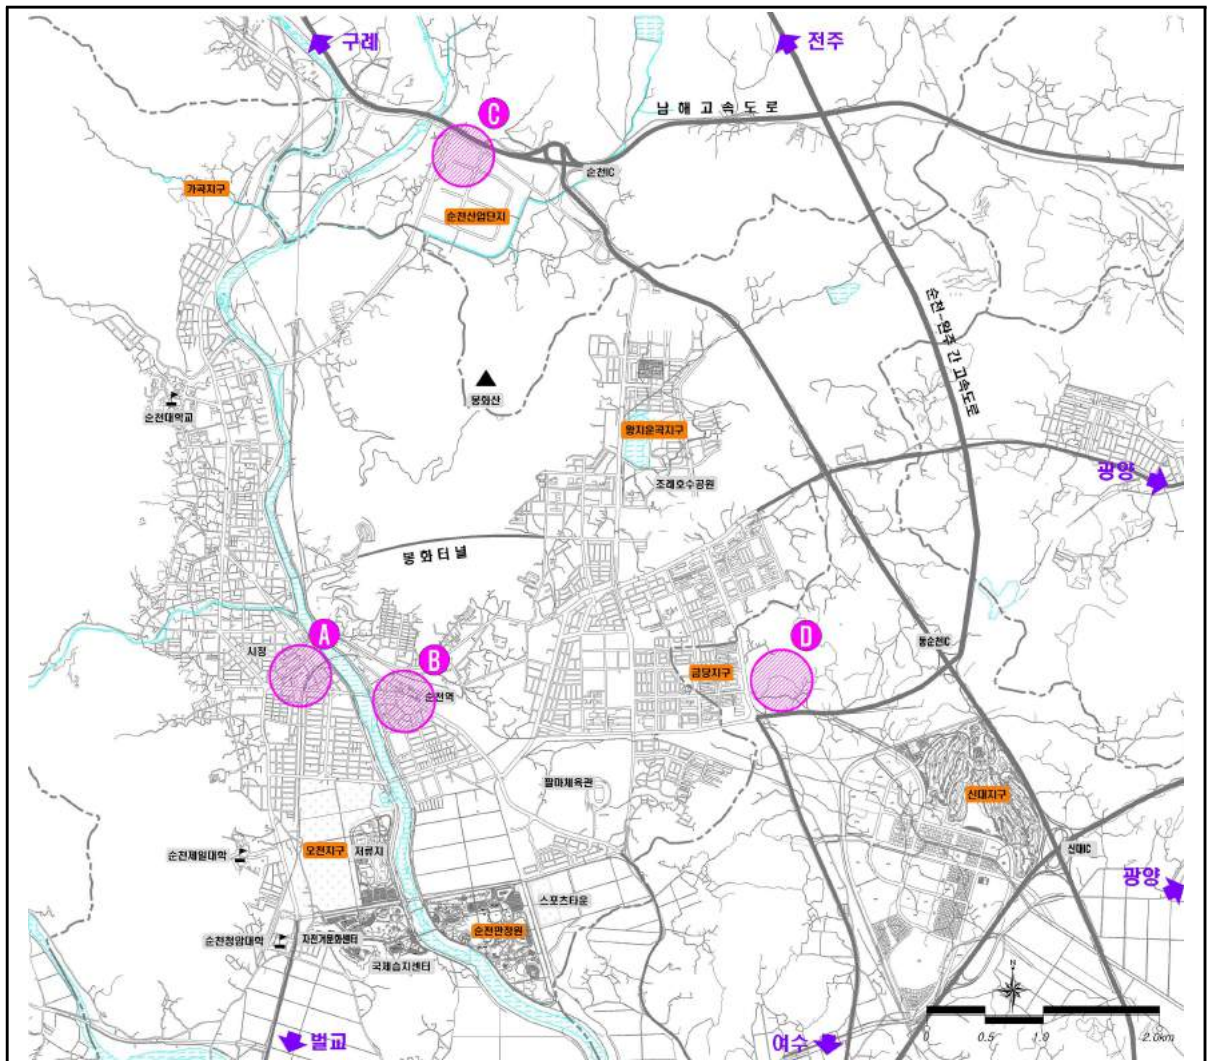 구례
전주
C
남해고속도로
순천IC
가곡지구
순천산업단지
순천-완주 간 고속도로
봉화산
순천대학교
왕지운곡지구
광양
조례호수공원
봉화터널
A
D
시청
B
동순천IC
순천역
금당지구
팔마체육관
신대지구
오천지구
저류지
신대IC
순천제일대학
광양
스포츠타운
순천만정원
순천청암대학
자전거문화센터
국제습지센터
N
벌교
여수
0 0.5 1.0 2.0km